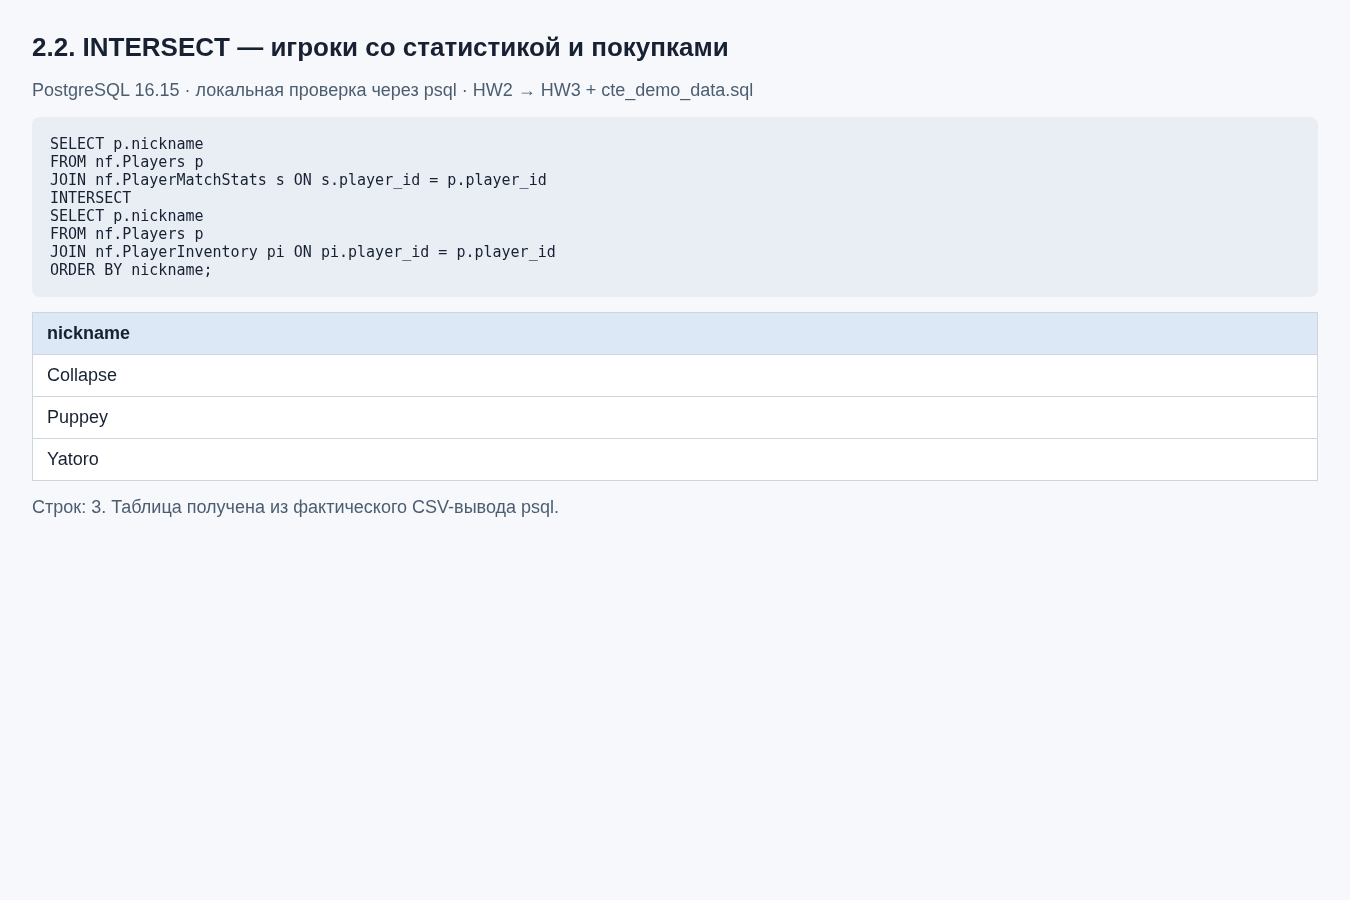 2.2. INTERSECT — игроки со статистикой и покупками
PostgreSQL 16.15 · локальная проверка через psql · HW2 → HW3 + cte_demo_data.sql
SELECT p.nickname
FROM nf.Players p
JOIN nf.PlayerMatchStats s ON s.player_id = p.player_id
INTERSECT
SELECT p.nickname
FROM nf.Players p
JOIN nf.PlayerInventory pi ON pi.player_id = p.player_id
ORDER BY nickname;
nickname
Collapse
Puppey
Yatoro
Строк: 3. Таблица получена из фактического CSV-вывода psql.